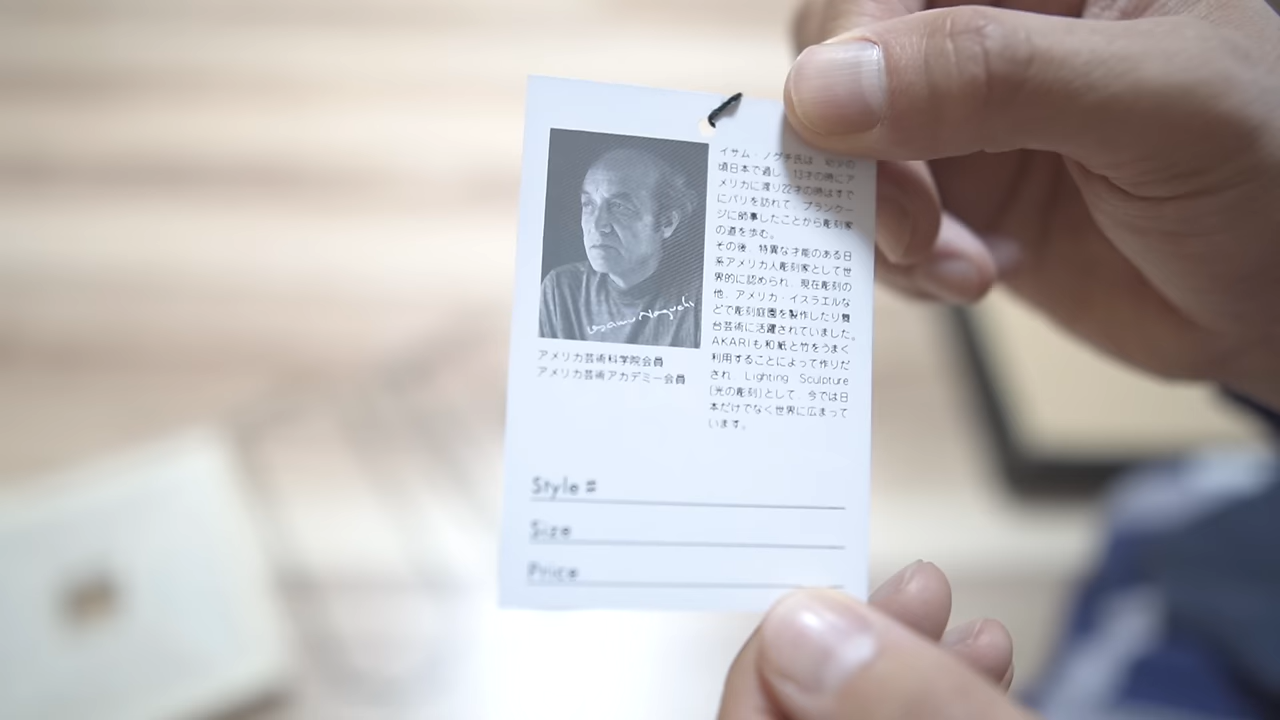 Isamu Noguchi
アメリカ芸術科学院会員
アメリカ芸術アカデミー会員
イサム・ノグチ氏は 幼少の
頃日本で過し 13才の時にア
メリカに渡り22才の時はすで
にパリを訪れて ブランクー
ジに師事したことから彫刻家
の道を歩む。
その後、特異な才能のある日
系アメリカ人彫刻家として世
界的に認められ、現在彫刻の
他、アメリカ・イスラエルな
どで彫刻庭園を製作したり舞
台芸術に活躍されていました。
AKARIも和紙と竹をうまく
利用することによって作りだ
され、Lighting Sculpture
(光の彫刻)として、今では日
本だけでなく世界に広まって
います。
Style #
Size
Price